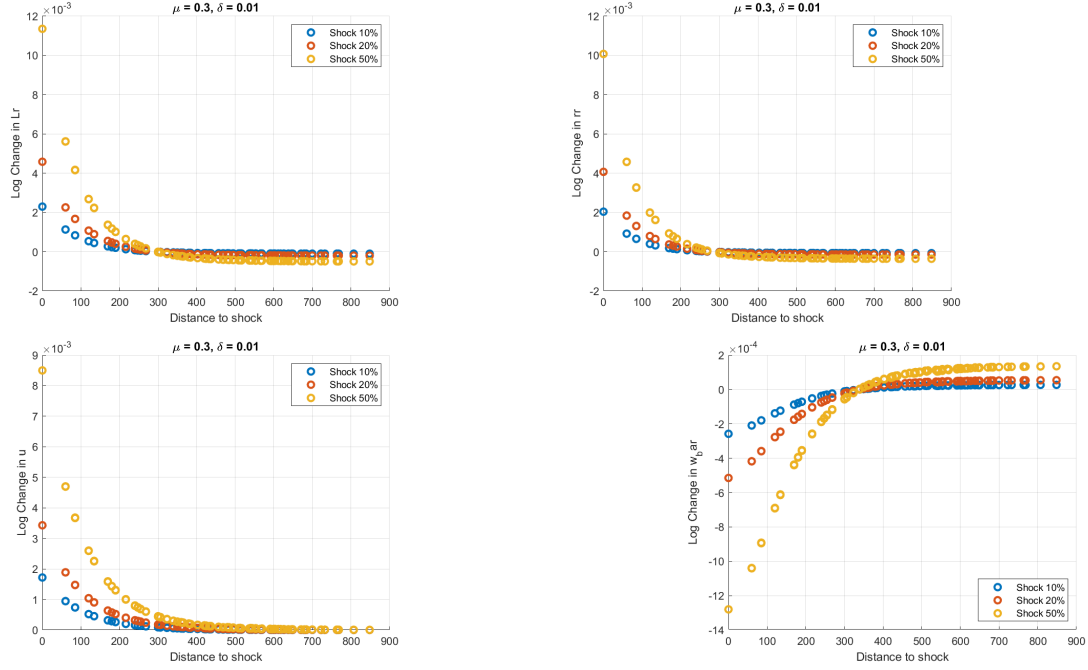 μ = 0.3, δ = 0.01
×10⁻³
12
10
8
6
4
2
0
-2
0 100 200 300 400 500 600 700 800 900
Log Change in Lr
Distance to shock
Shock 10%
Shock 20%
Shock 50%
μ = 0.3, δ = 0.01
×10⁻³
12
10
8
6
4
2
0
-2
0 100 200 300 400 500 600 700 800 900
Log Change in rr
Distance to shock
Shock 10%
Shock 20%
Shock 50%
μ = 0.3, δ = 0.01
×10⁻³
9
8
7
6
5
4
3
2
1
0
0 100 200 300 400 500 600 700 800 900
Log Change in u
Distance to shock
Shock 10%
Shock 20%
Shock 50%
μ = 0.3, δ = 0.01
×10⁻⁴
2
0
-2
-4
-6
-8
-10
-12
-14
0 100 200 300 400 500 600 700 800 900
Log Change in w_bar
Distance to shock
Shock 10%
Shock 20%
Shock 50%